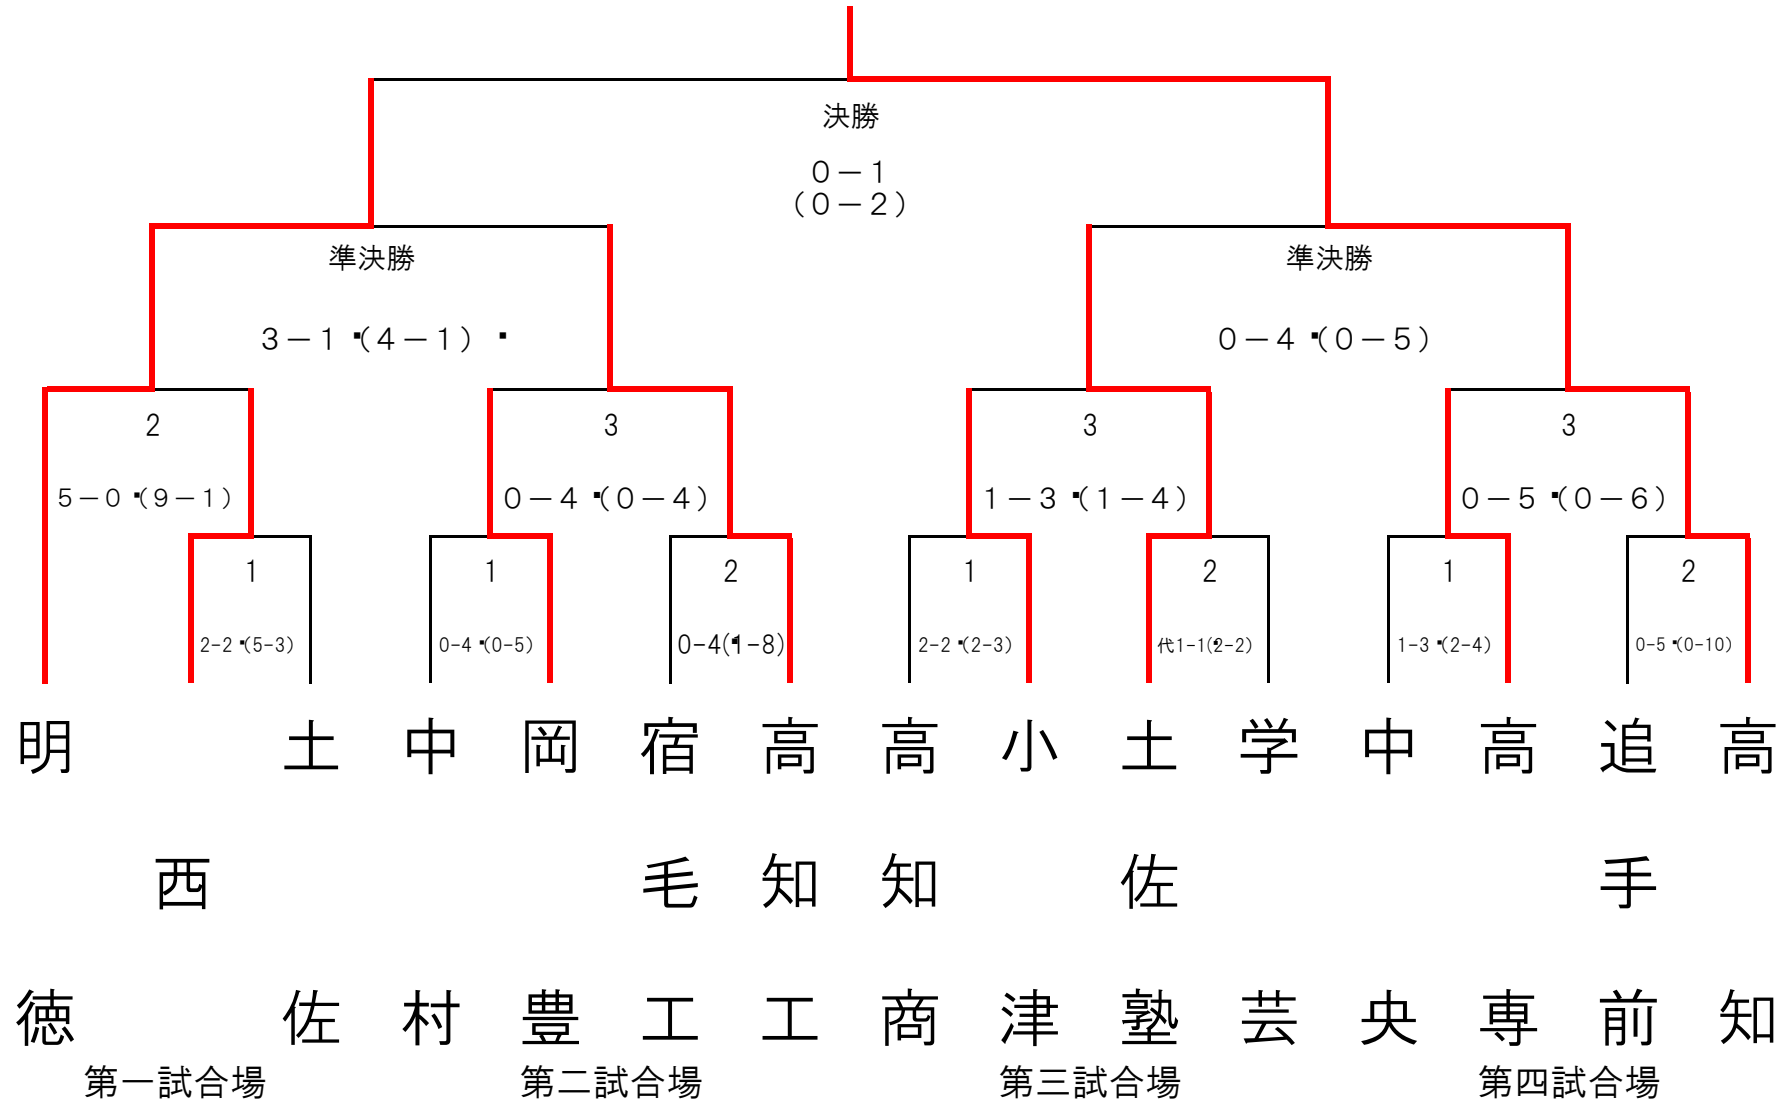 決勝
0－1
（0－2）
準決勝
準決勝
3－1 （4－1）
0－4 （0－5）
2
3
3
3
5－0 （9－1）
0－4 （0－4）
1－3 （1－4）
0－5 （0－6）
1
1
2
1
2
1
2
2-2 (5-3)
0-4 (0-5)
0-4(1-8)
2-2 (2-3)
代1-1(2-2)
1-3 (2-4)
0-5 (0-10)
明徳
西
土佐
中村
岡豊
宿毛工
高知工
高知商
小津
土佐塾
学芸
中央
高専
追手前
高知
第一試合場
第二試合場
第三試合場
第四試合場